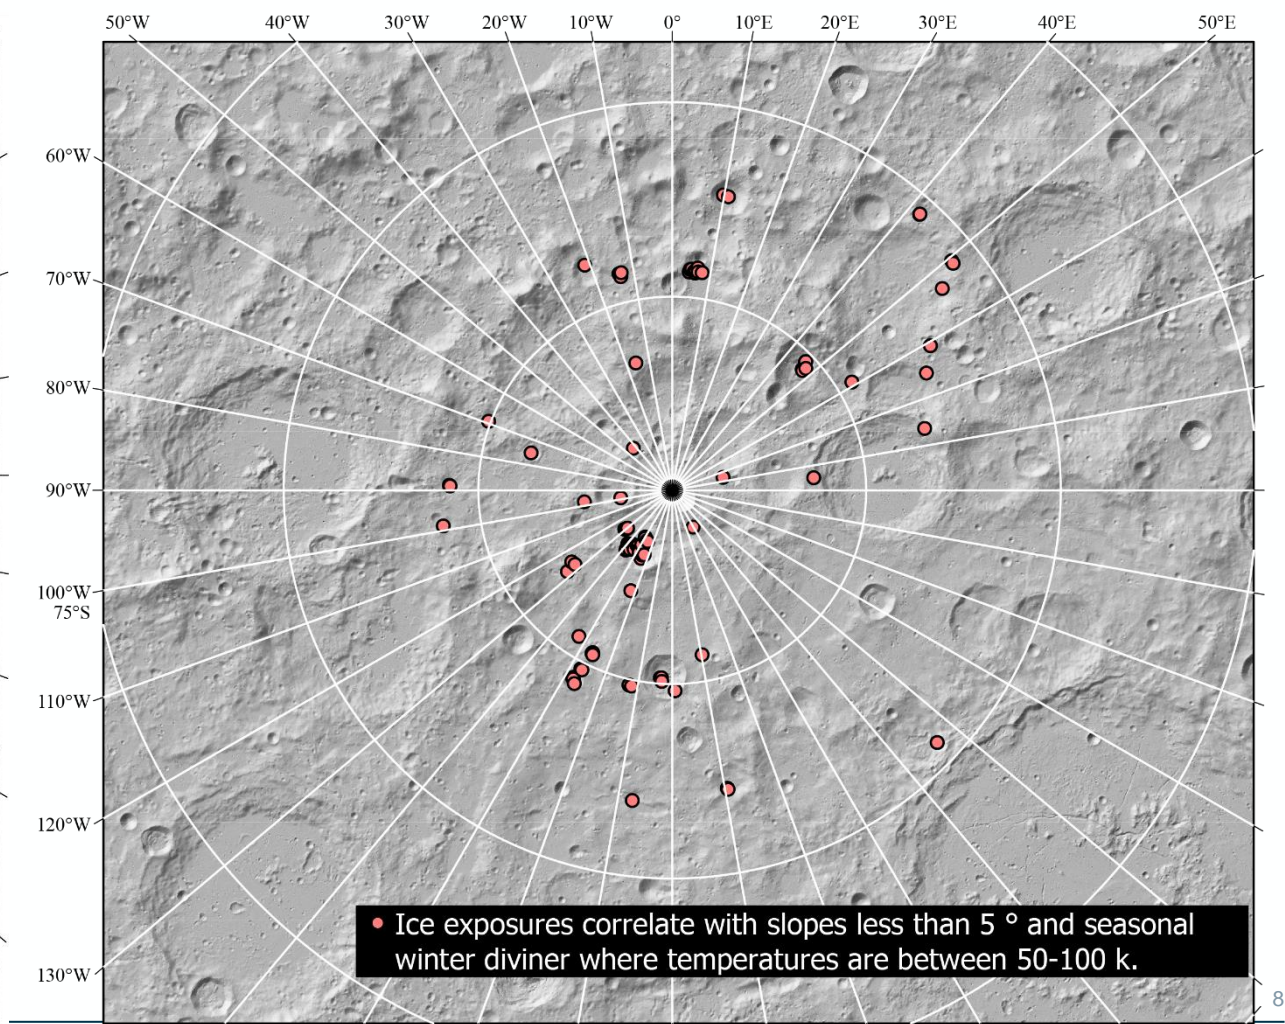 50°W 40°W 30°W 20°W 10°W 0° 10°E 20°E 30°E 40°E 50°E
60°W
70°W
80°W
90°W
100°W
75°S
110°W
120°W
130°W
Ice exposures correlate with slopes less than 5 ° and seasonal
winter diviner where temperatures are between 50-100 k.
8